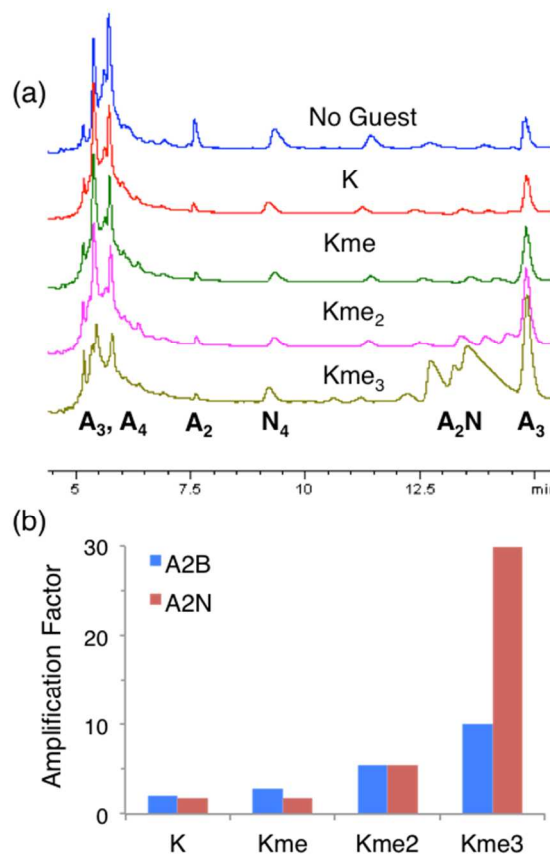 (a)
No Guest
K
Kme
Kme₂
Kme₃
A₃, A₄ A₂ N₄ A₂N A₃
5 7.5 10 12.5 min
(b)
30
A2B
A2N
20
10
0
Amplification Factor
K Kme Kme2 Kme3